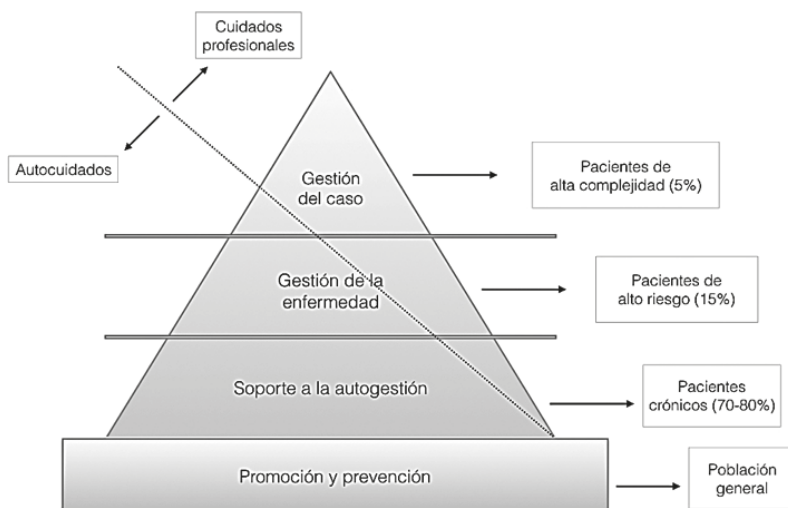 Cuidados
profesionales
Autocuidados
Gestión
del caso
Pacientes de
alta complejidad (5%)
Gestión de la
enfermedad
Pacientes de
alto riesgo (15%)
Soporte a la autogestión
Pacientes
crónicos (70-80%)
Promoción y prevención
Población
general